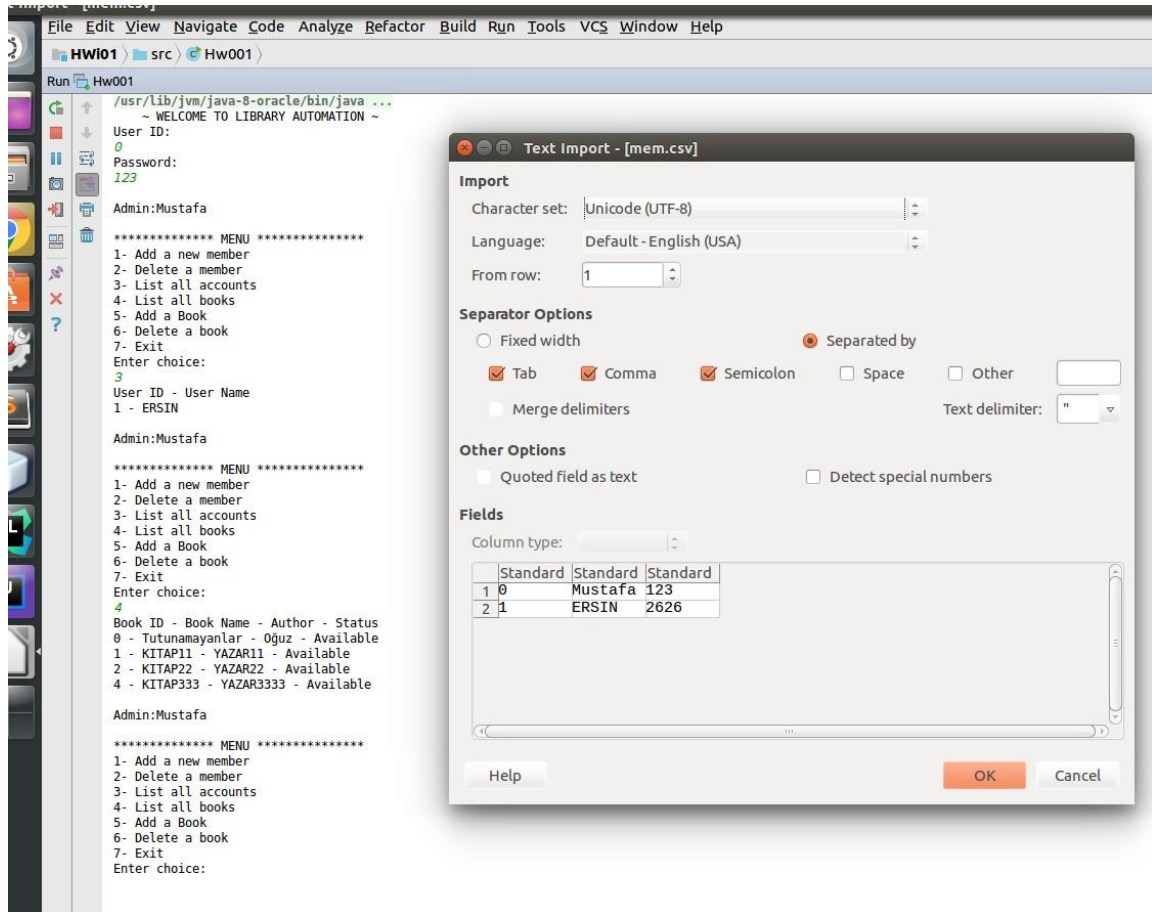 t Import - [mem.csv]
File Edit View Navigate Code Analyze Refactor Build Run Tools VCS Window Help
HWi01 src Hw001
Run Hw001
/usr/lib/jvm/java-8-oracle/bin/java ...
~ WELCOME TO LIBRARY AUTOMATION ~
User ID:
0
Password:
123
Admin:Mustafa
************** MENU ***************
1- Add a new member
2- Delete a member
3- List all accounts
4- List all books
5- Add a Book
6- Delete a book
7- Exit
Enter choice:
3
User ID - User Name
1 - ERSIN
Admin:Mustafa
************** MENU ***************
1- Add a new member
2- Delete a member
3- List all accounts
4- List all books
5- Add a Book
6- Delete a book
7- Exit
Enter choice:
4
Book ID - Book Name - Author - Status
0 - Tutunamayanlar - Oğuz - Available
1 - KITAP11 - YAZAR11 - Available
2 - KITAP22 - YAZAR22 - Available
4 - KITAP333 - YAZAR3333 - Available
Admin:Mustafa
************** MENU ***************
1- Add a new member
2- Delete a member
3- List all accounts
4- List all books
5- Add a Book
6- Delete a book
7- Exit
Enter choice:
Text Import - [mem.csv]
Import
Character set: Unicode (UTF-8)
Language: Default - English (USA)
From row: 1
Separator Options
Fixed width Separated by
Tab Comma Semicolon Space Other
Merge delimiters Text delimiter: "
Other Options
Quoted field as text Detect special numbers
Fields
Column type:
Standard Standard Standard
1 0 Mustafa 123
2 1 ERSIN 2626
Help OK Cancel